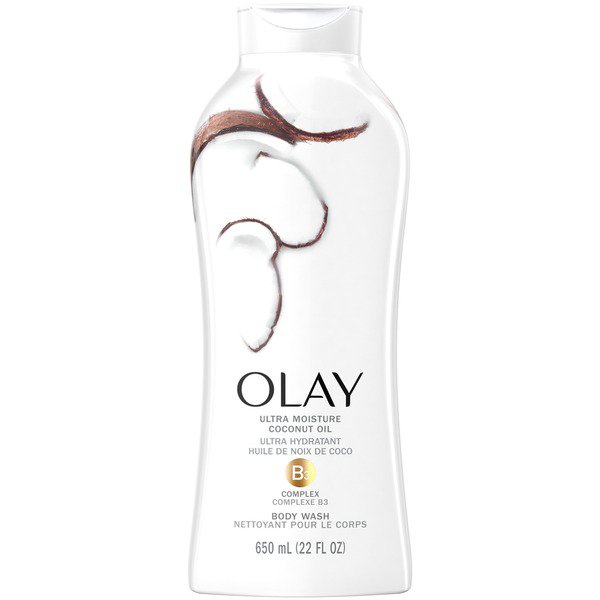 OLAY
ULTRA MOISTURE
COCONUT OIL
ULTRA HYDRATANT
HUILE DE NOIX DE COCO
B3
COMPLEX
COMPLEXE B3
BODY WASH
NETTOYANT POUR LE CORPS
650 mL (22 FL OZ)